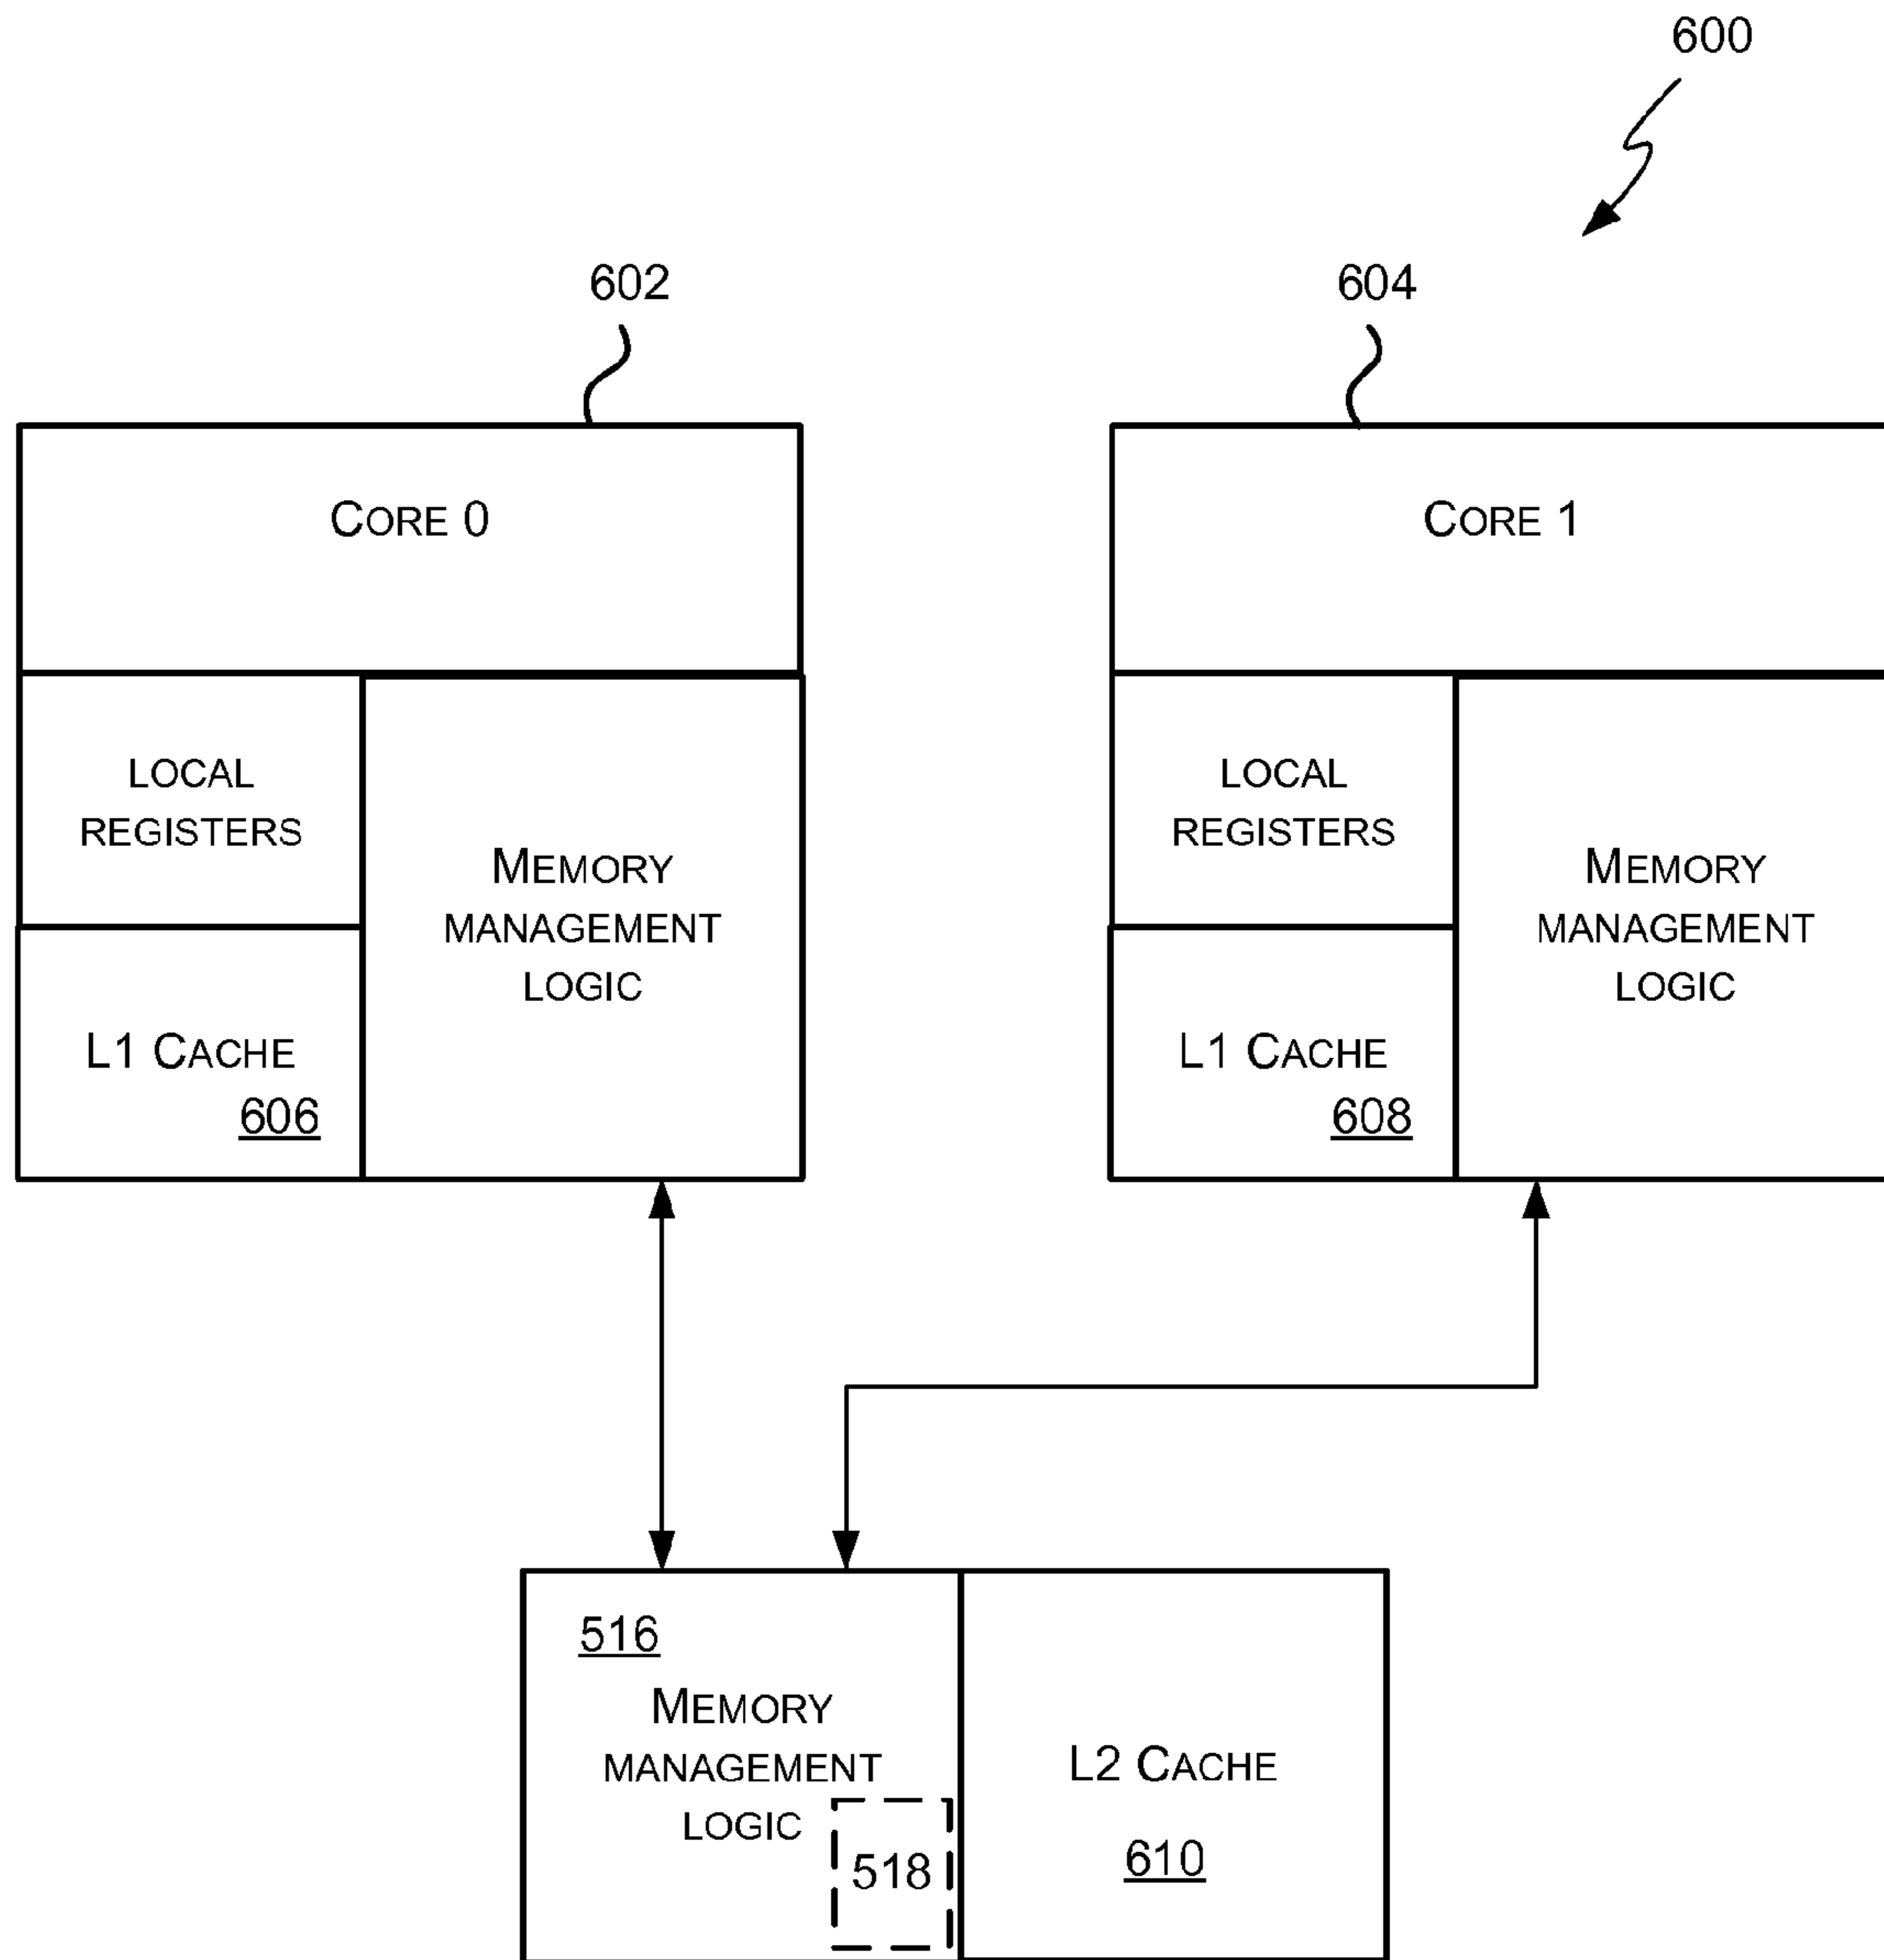 600
602
604
CORE 0
CORE 1
LOCAL
REGISTERS
MEMORY
MANAGEMENT
LOGIC
L1 CACHE
606
LOCAL
REGISTERS
MEMORY
MANAGEMENT
LOGIC
L1 CACHE
608
516
MEMORY
MANAGEMENT
LOGIC
518
L2 CACHE
610